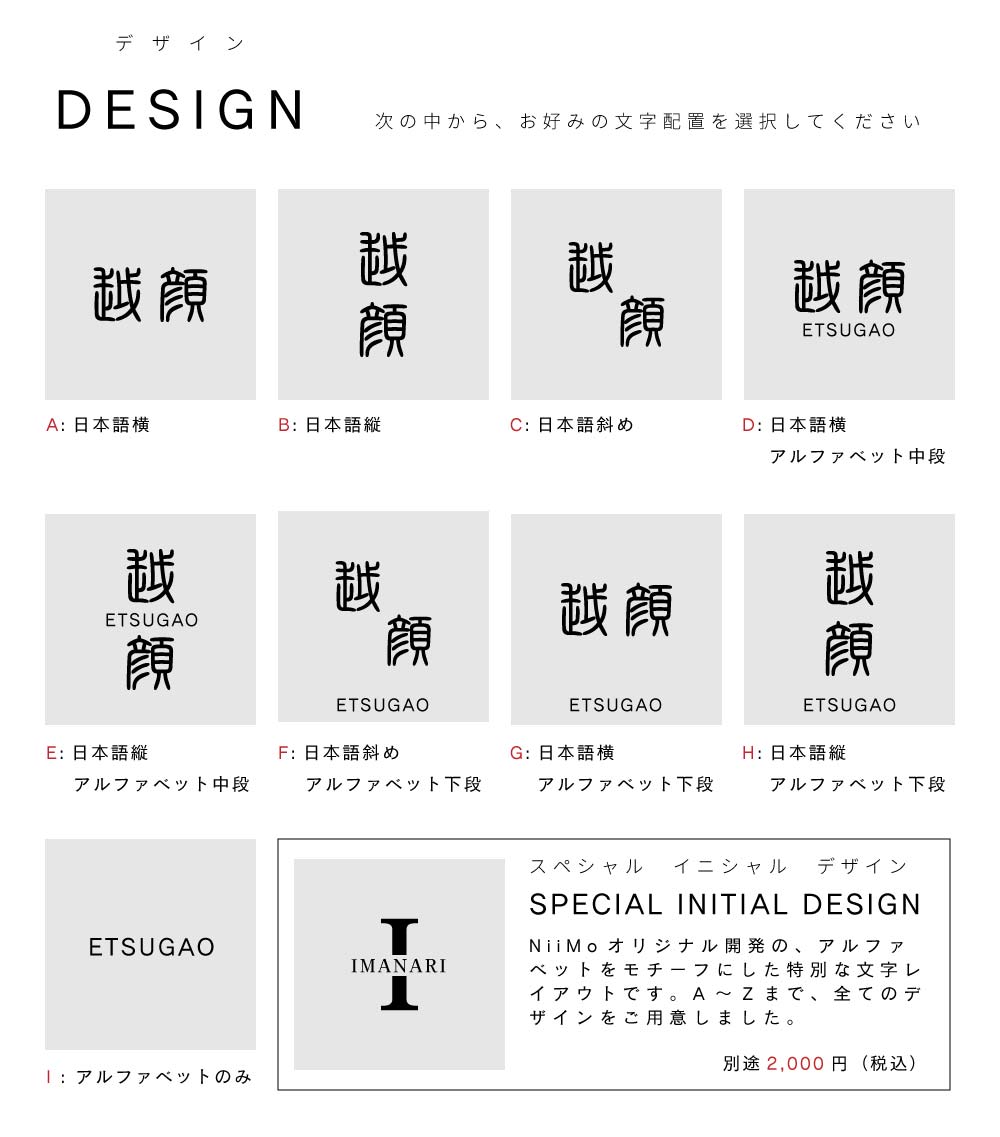 デザイン
DESIGN
次の中から、お好みの文字配置を選択してください
越顔
越
顔
越
顔
越顔
ETSUGAO
A: 日本語横
B: 日本語縦
C: 日本語斜め
D: 日本語横
アルファベット中段
越
ETSUGAO
顔
越
顔
ETSUGAO
越顔
ETSUGAO
越
顔
ETSUGAO
E: 日本語縦
アルファベット中段
F: 日本語斜め
アルファベット下段
G: 日本語横
アルファベット下段
H: 日本語縦
アルファベット下段
ETSUGAO
I : アルファベットのみ
I
IMANARI
スペシャル イニシャル デザイン
SPECIAL INITIAL DESIGN
NiiMoオリジナル開発の、アルファ
ベットをモチーフにした特別な文字レ
イアウトです。A～Zまで、全てのデ
ザインをご用意しました。
別途 2,000 円（税込）